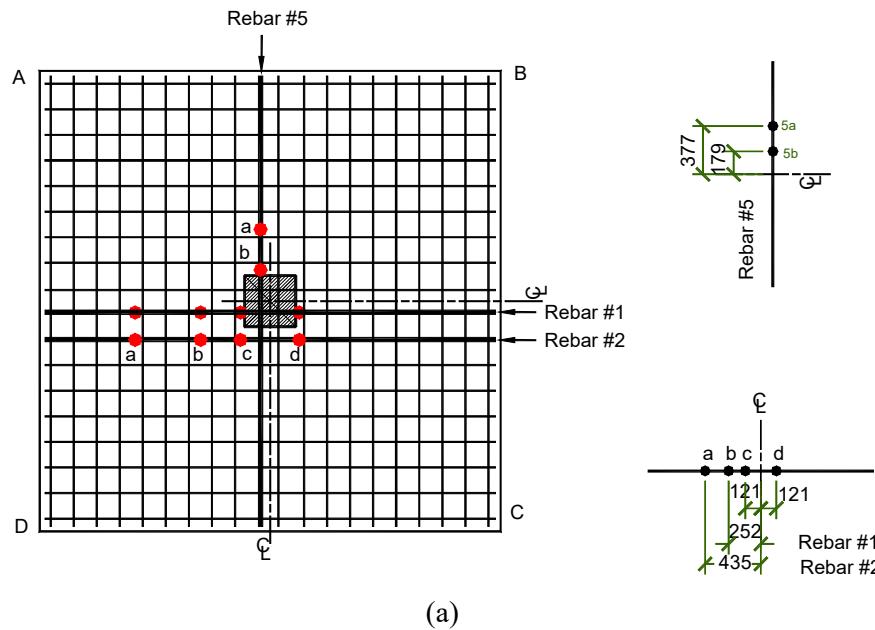 Rebar #5
A
B
a
b
℄
Rebar #1
Rebar #2
a
b
c
d
D
C
℄
377
179
5a
5b
℄
Rebar #5
℄
a
b
c
d
121
121
252
435
Rebar #1
Rebar #2
(a)